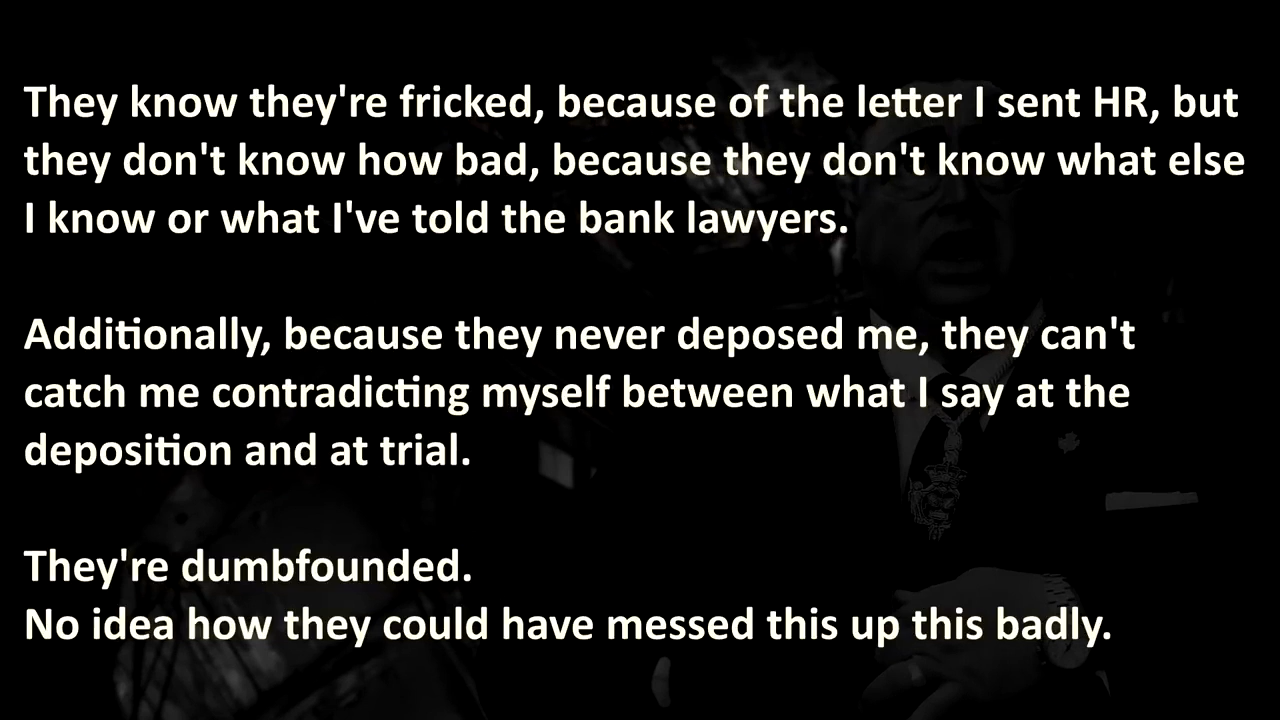 They know they're fricked, because of the letter I sent HR, but
they don't know how bad, because they don't know what else
I know or what I've told the bank lawyers.
Additionally, because they never deposed me, they can't
catch me contradicting myself between what I say at the
deposition and at trial.
They're dumbfounded.
No idea how they could have messed this up this badly.